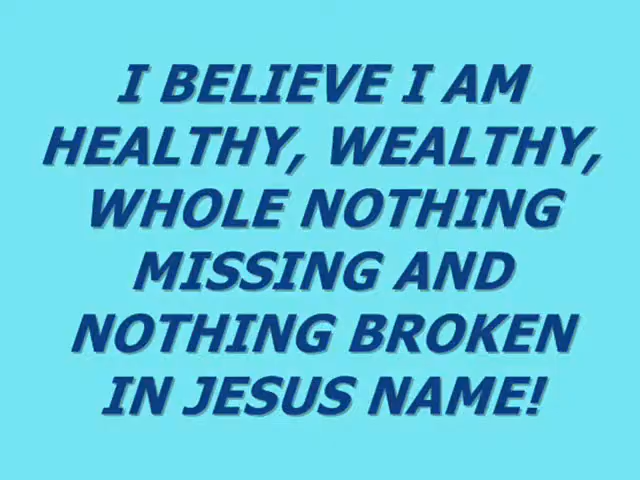 I BELIEVE I AM
HEALTHY, WEALTHY,
WHOLE NOTHING
MISSING AND
NOTHING BROKEN
IN JESUS NAME!